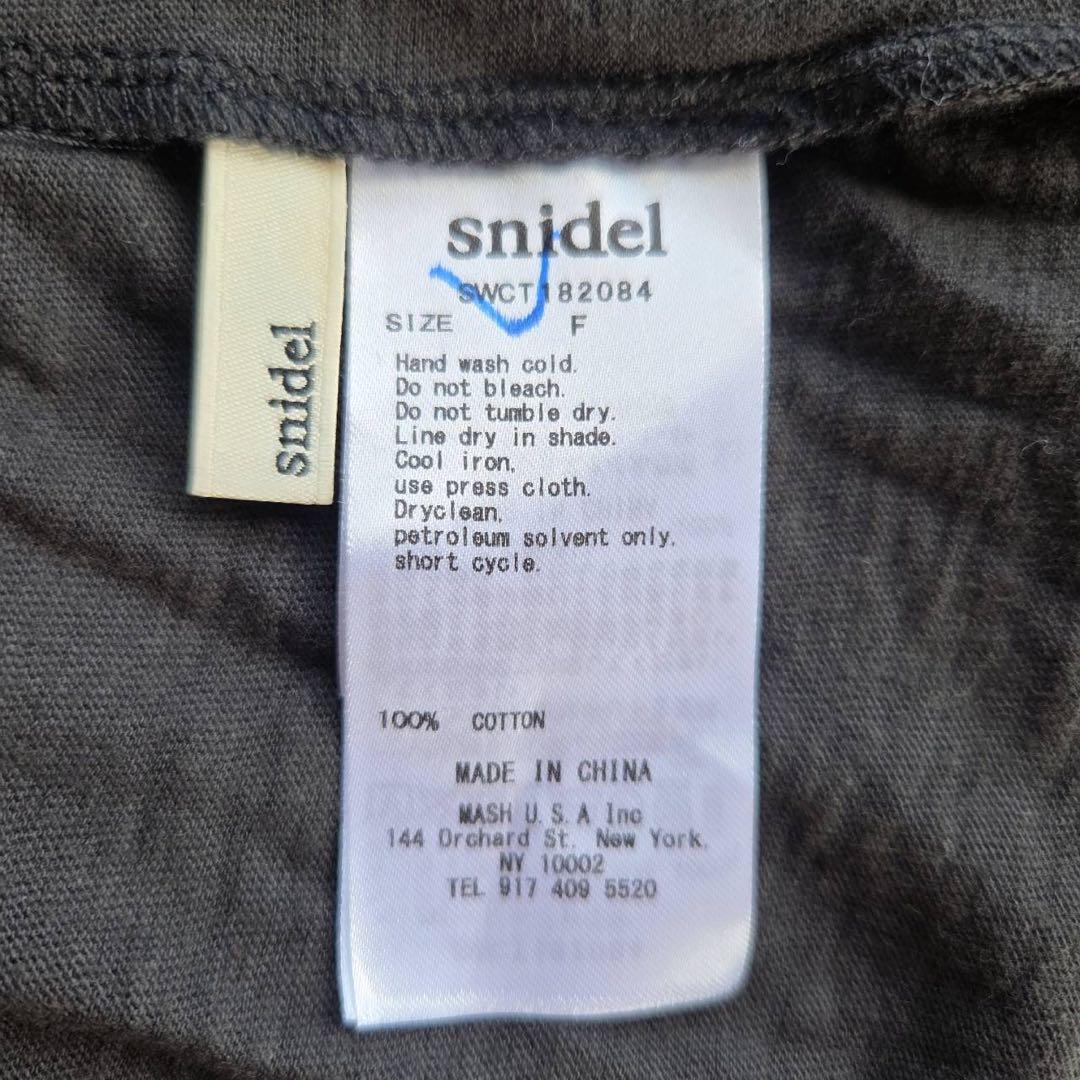 snidel
snidel
SWCT182084
SIZE F
Hand wash cold.
Do not bleach.
Do not tumble dry.
Line dry in shade.
Cool iron.
use press cloth.
Dryclean,
petroleum solvent only.
short cycle.
100% COTTON
MADE IN CHINA
MASH U.S.A Inc
144 Orchard St. New York.
NY 10002
TEL 917 409 5520